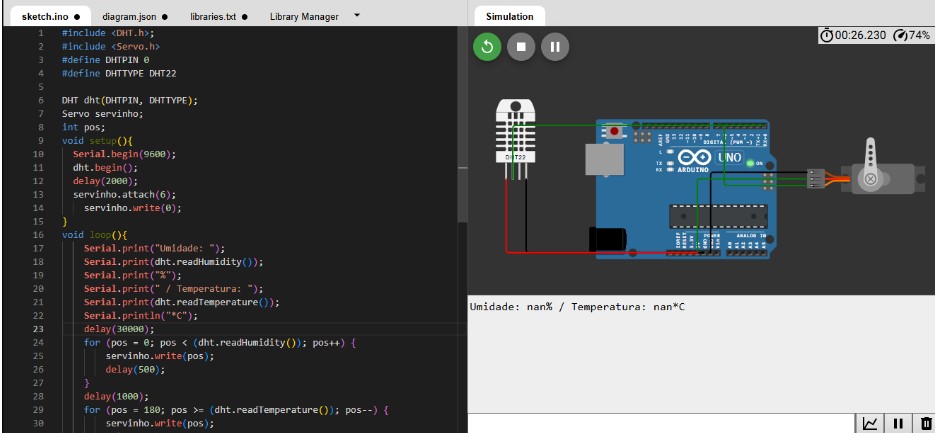 sketch.ino ● diagram.json ● libraries.txt ● Library Manager
1 #include <DHT.h>;
2 #include <Servo.h>
3 #define DHTPIN 0
4 #define DHTTYPE DHT22
5
6 DHT dht(DHTPIN, DHTTYPE);
7 Servo servinho;
8 int pos;
9 void setup(){
10 Serial.begin(9600);
11 dht.begin();
12 delay(2000);
13 servinho.attach(6);
14 servinho.write(0);
15 }
16 void loop(){
17 Serial.print("Umidade: ");
18 Serial.print(dht.readHumidity());
19 Serial.print("%");
20 Serial.print(" / Temperatura: ");
21 Serial.print(dht.readTemperature());
22 Serial.println("*C");
23 delay(30000);
24 for (pos = 0; pos < (dht.readHumidity()); pos++) {
25 servinho.write(pos);
26 delay(500);
27 }
28 delay(1000);
29 for (pos = 180; pos >= (dht.readTemperature()); pos--) {
30 servinho.write(pos);
Simulation
00:26.230 74%
DHT22
DIGITAL (PWM ~)
UNO
ARDUINO
TX
RX
ON
POWER
ANALOG IN
Umidade: nan% / Temperatura: nan*C